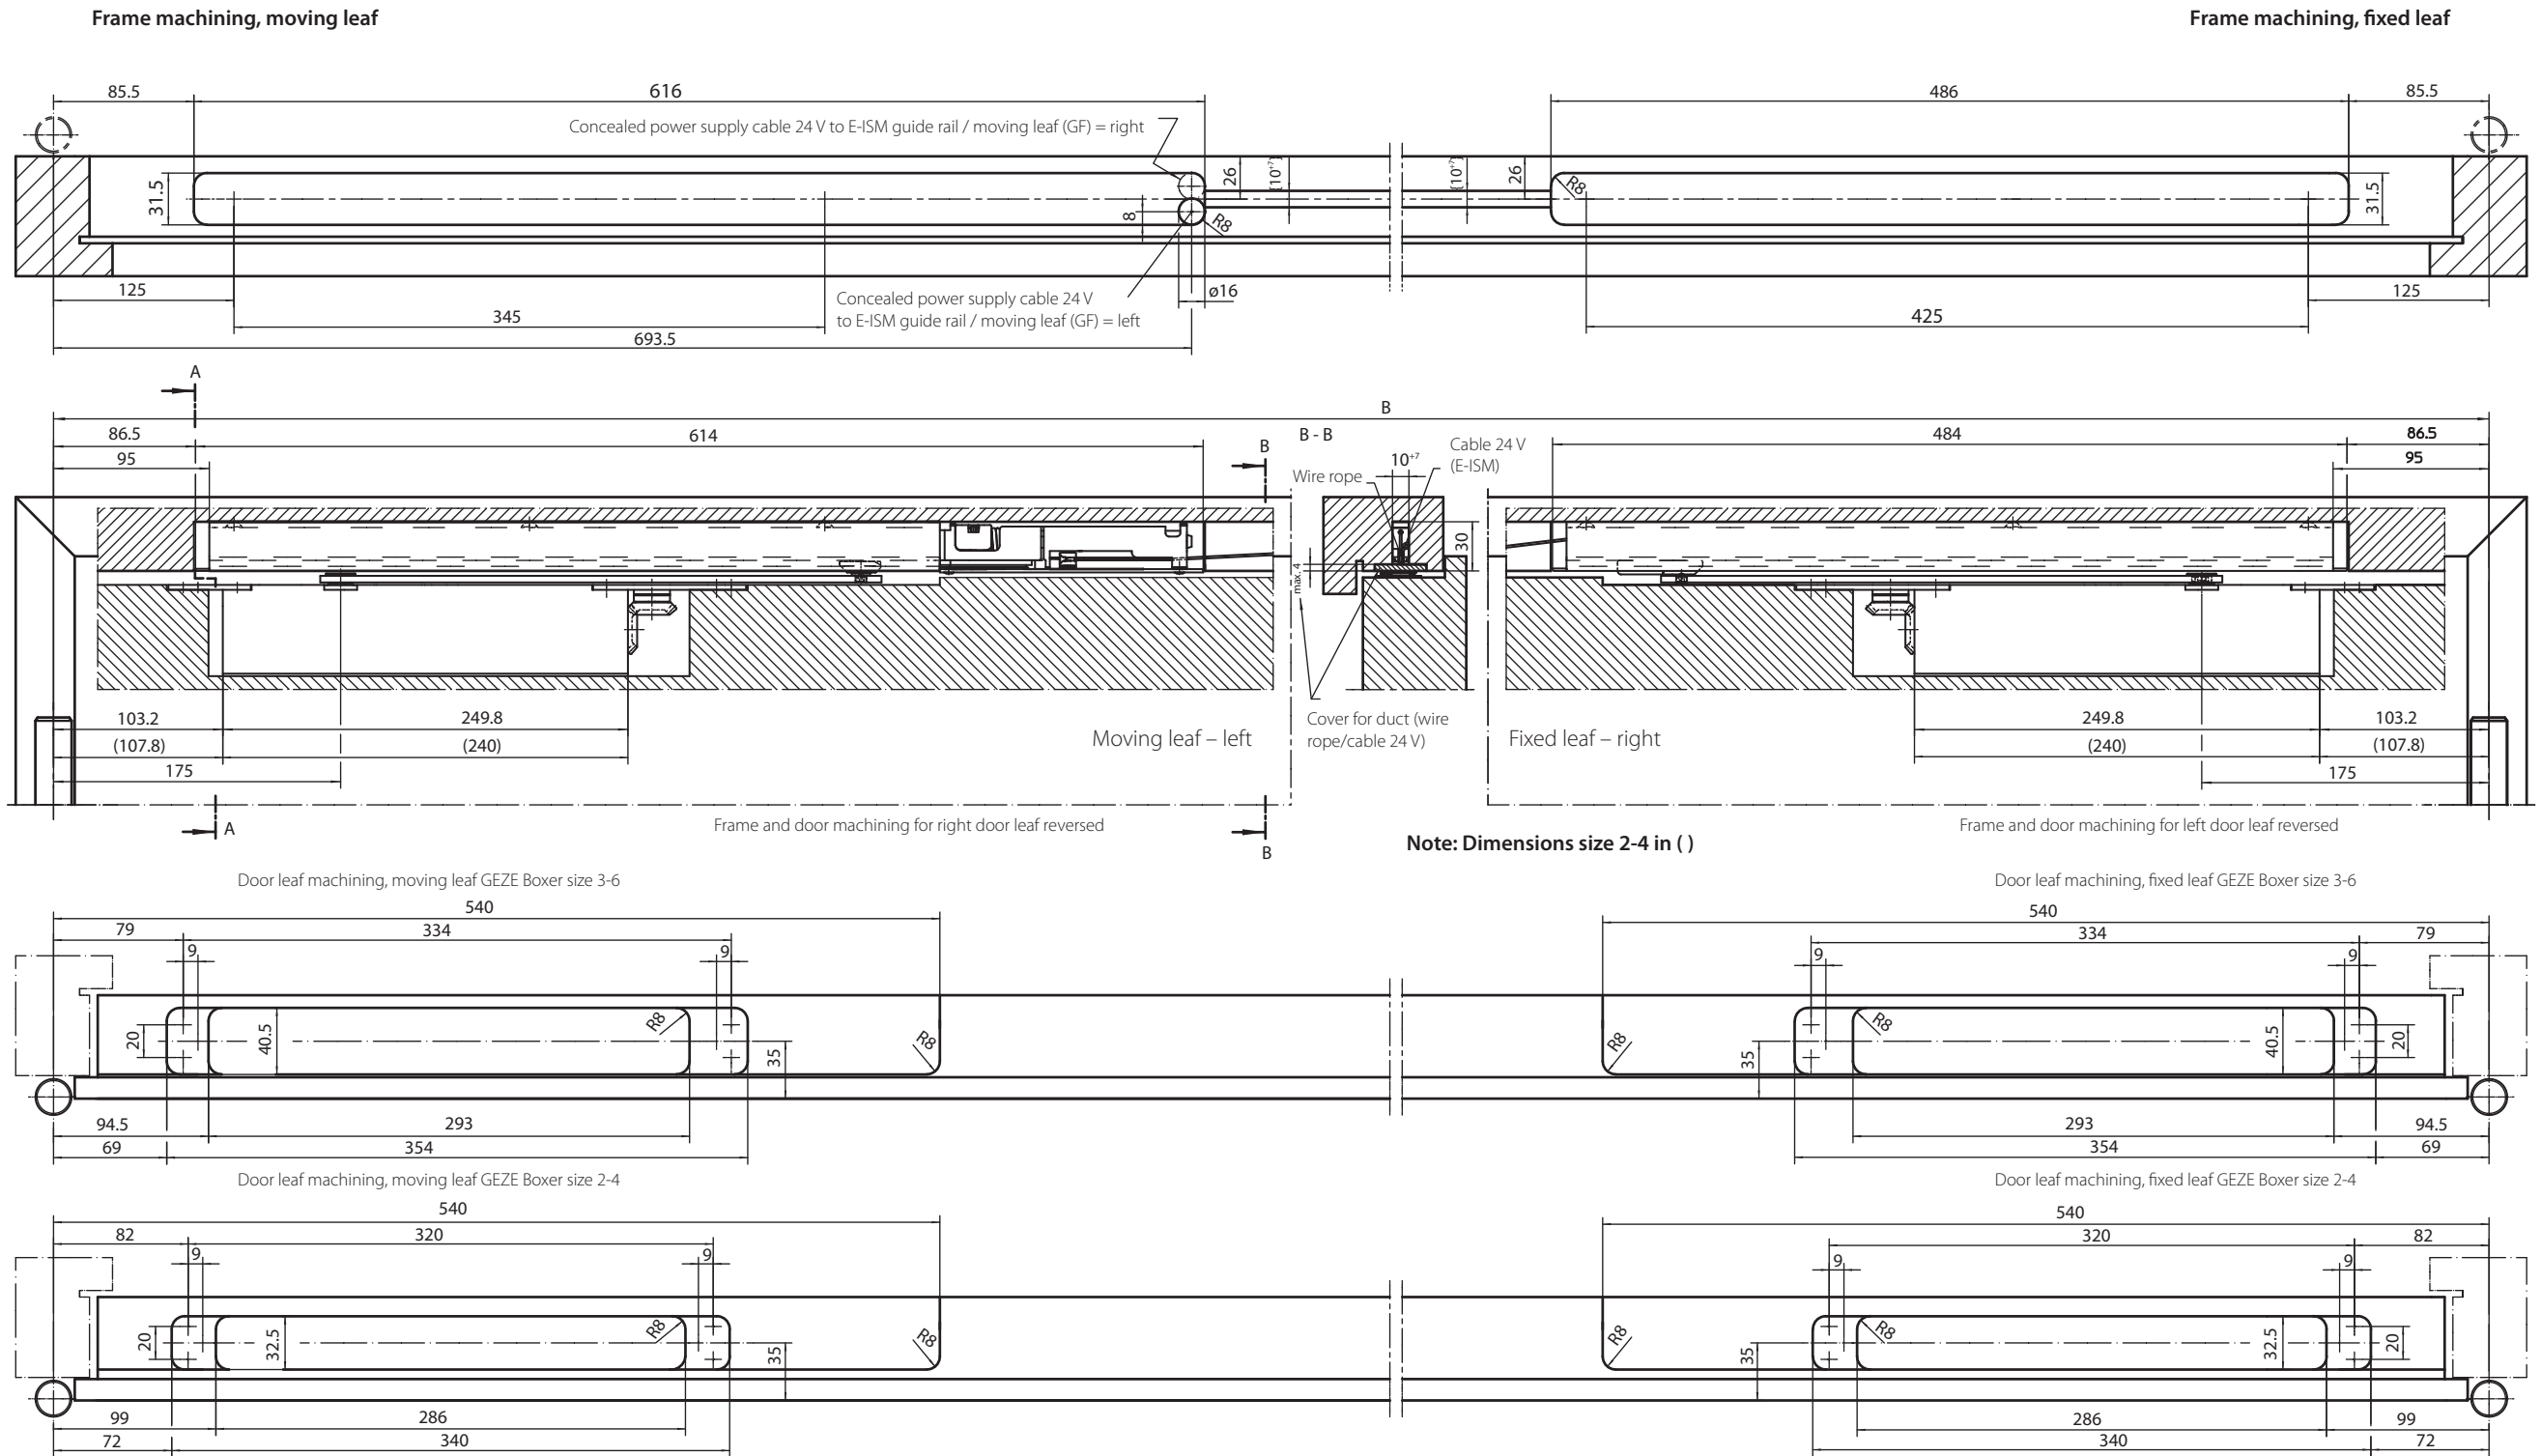 Frame machining, moving leaf
Frame machining, fixed leaf
85.5
616
486
85.5
Concealed power supply cable 24 V to E-ISM guide rail / moving leaf (GF) = right
31.5
26
[10⁺⁷]
[10⁺⁷]
26
R8
31.5
8
R8
125
Concealed power supply cable 24 V
to E-ISM guide rail / moving leaf (GF) = left
ø16
125
345
425
693.5
A
B
86.5
614
B
B - B
Cable 24 V
(E-ISM)
484
86.5
95
10⁺⁷
95
Wire rope
30
max. 4
103.2
249.8
Cover for duct (wire
rope/cable 24 V)
249.8
103.2
Moving leaf – left
Fixed leaf – right
(107.8)
(240)
(240)
(107.8)
175
175
A
Frame and door machining for right door leaf reversed
Frame and door machining for left door leaf reversed
B
Note: Dimensions size 2-4 in ( )
Door leaf machining, moving leaf GEZE Boxer size 3-6
Door leaf machining, fixed leaf GEZE Boxer size 3-6
540
540
79
334
334
79
9
9
9
9
20
40.5
R8
R8
35
R8
35
R8
40.5
20
94.5
293
293
94.5
69
354
354
69
Door leaf machining, moving leaf GEZE Boxer size 2-4
Door leaf machining, fixed leaf GEZE Boxer size 2-4
540
540
82
320
320
82
9
9
9
9
20
32.5
R8
R8
35
R8
35
R8
32.5
20
99
286
286
99
72
340
340
72